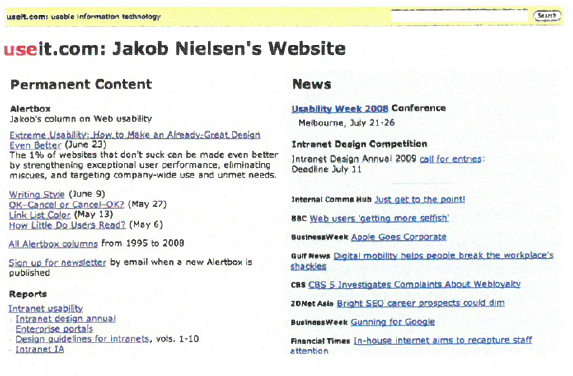 useit.com: usable information technology
Search
useit.com: Jakob Nielsen's Website
Permanent Content
Alertbox
Jakob's column on Web usability
Extreme Usability: How to Make an Already-Great Design
Even Better (June 23)
The 1% of websites that don't suck can be made even better
by strengthening exceptional user performance, eliminating
miscues, and targeting company-wide use and unmet needs.
Writing Style (June 9)
OK-Cancel or Cancel-OK? (May 27)
Link List Color (May 13)
How Little Do Users Read? (May 6)
All Alertbox columns from 1995 to 2008
Sign up for newsletter by email when a new Alertbox is
published
Reports
Intranet usability
- Intranet design annual
- Enterprise portals
- Design guidelines for intranets, vols. 1-10
- Intranet IA
News
Usability Week 2008 Conference
Melbourne, July 21-26
Intranet Design Competition
Intranet Design Annual 2009 call for entries:
Deadline July 11
Internal Comms Hub Just get to the point!
BBC Web users 'getting more selfish'
BusinessWeek Apple Goes Corporate
Gulf News Digital mobility helps people break the workplace's
shackles
CBS CBS 5 Investigates Complaints About Webloyalty
ZDNet Asia Bright SEO career prospects could dim
BusinessWeek Gunning for Google
Financial Times In-house internet aims to recapture staff
attention